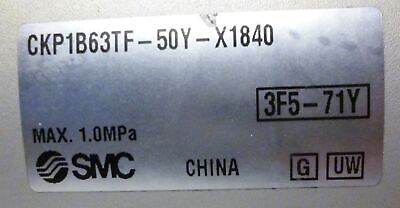 CKP1B63TF-50Y-X1840
3F5-71Y
MAX. 1.0MPa
SMC CHINA G UW